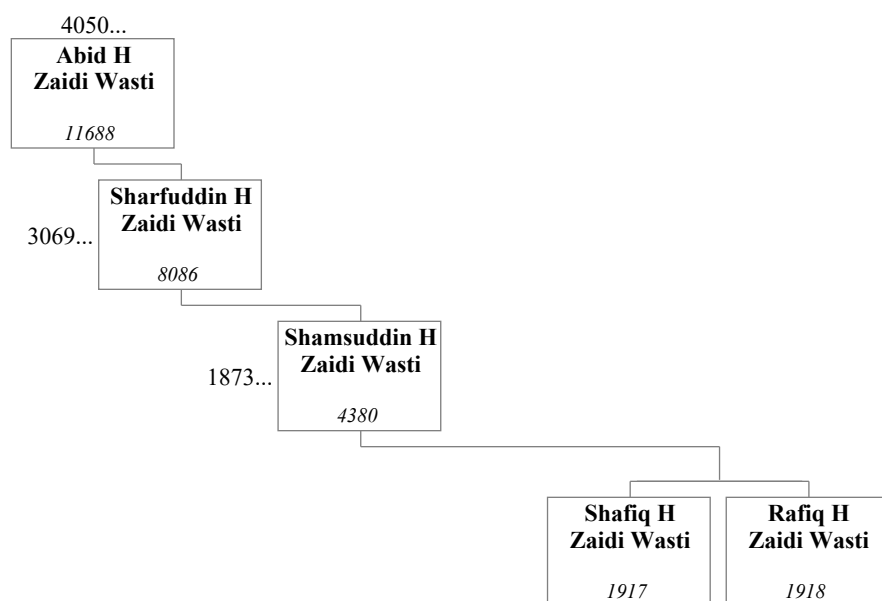 4050...
Abid H
Zaidi Wasti
11688
Sharfuddin H
Zaidi Wasti
3069...
8086
Shamsuddin H
Zaidi Wasti
1873...
4380
Shafiq H
Zaidi Wasti
1917
Rafiq H
Zaidi Wasti
1918